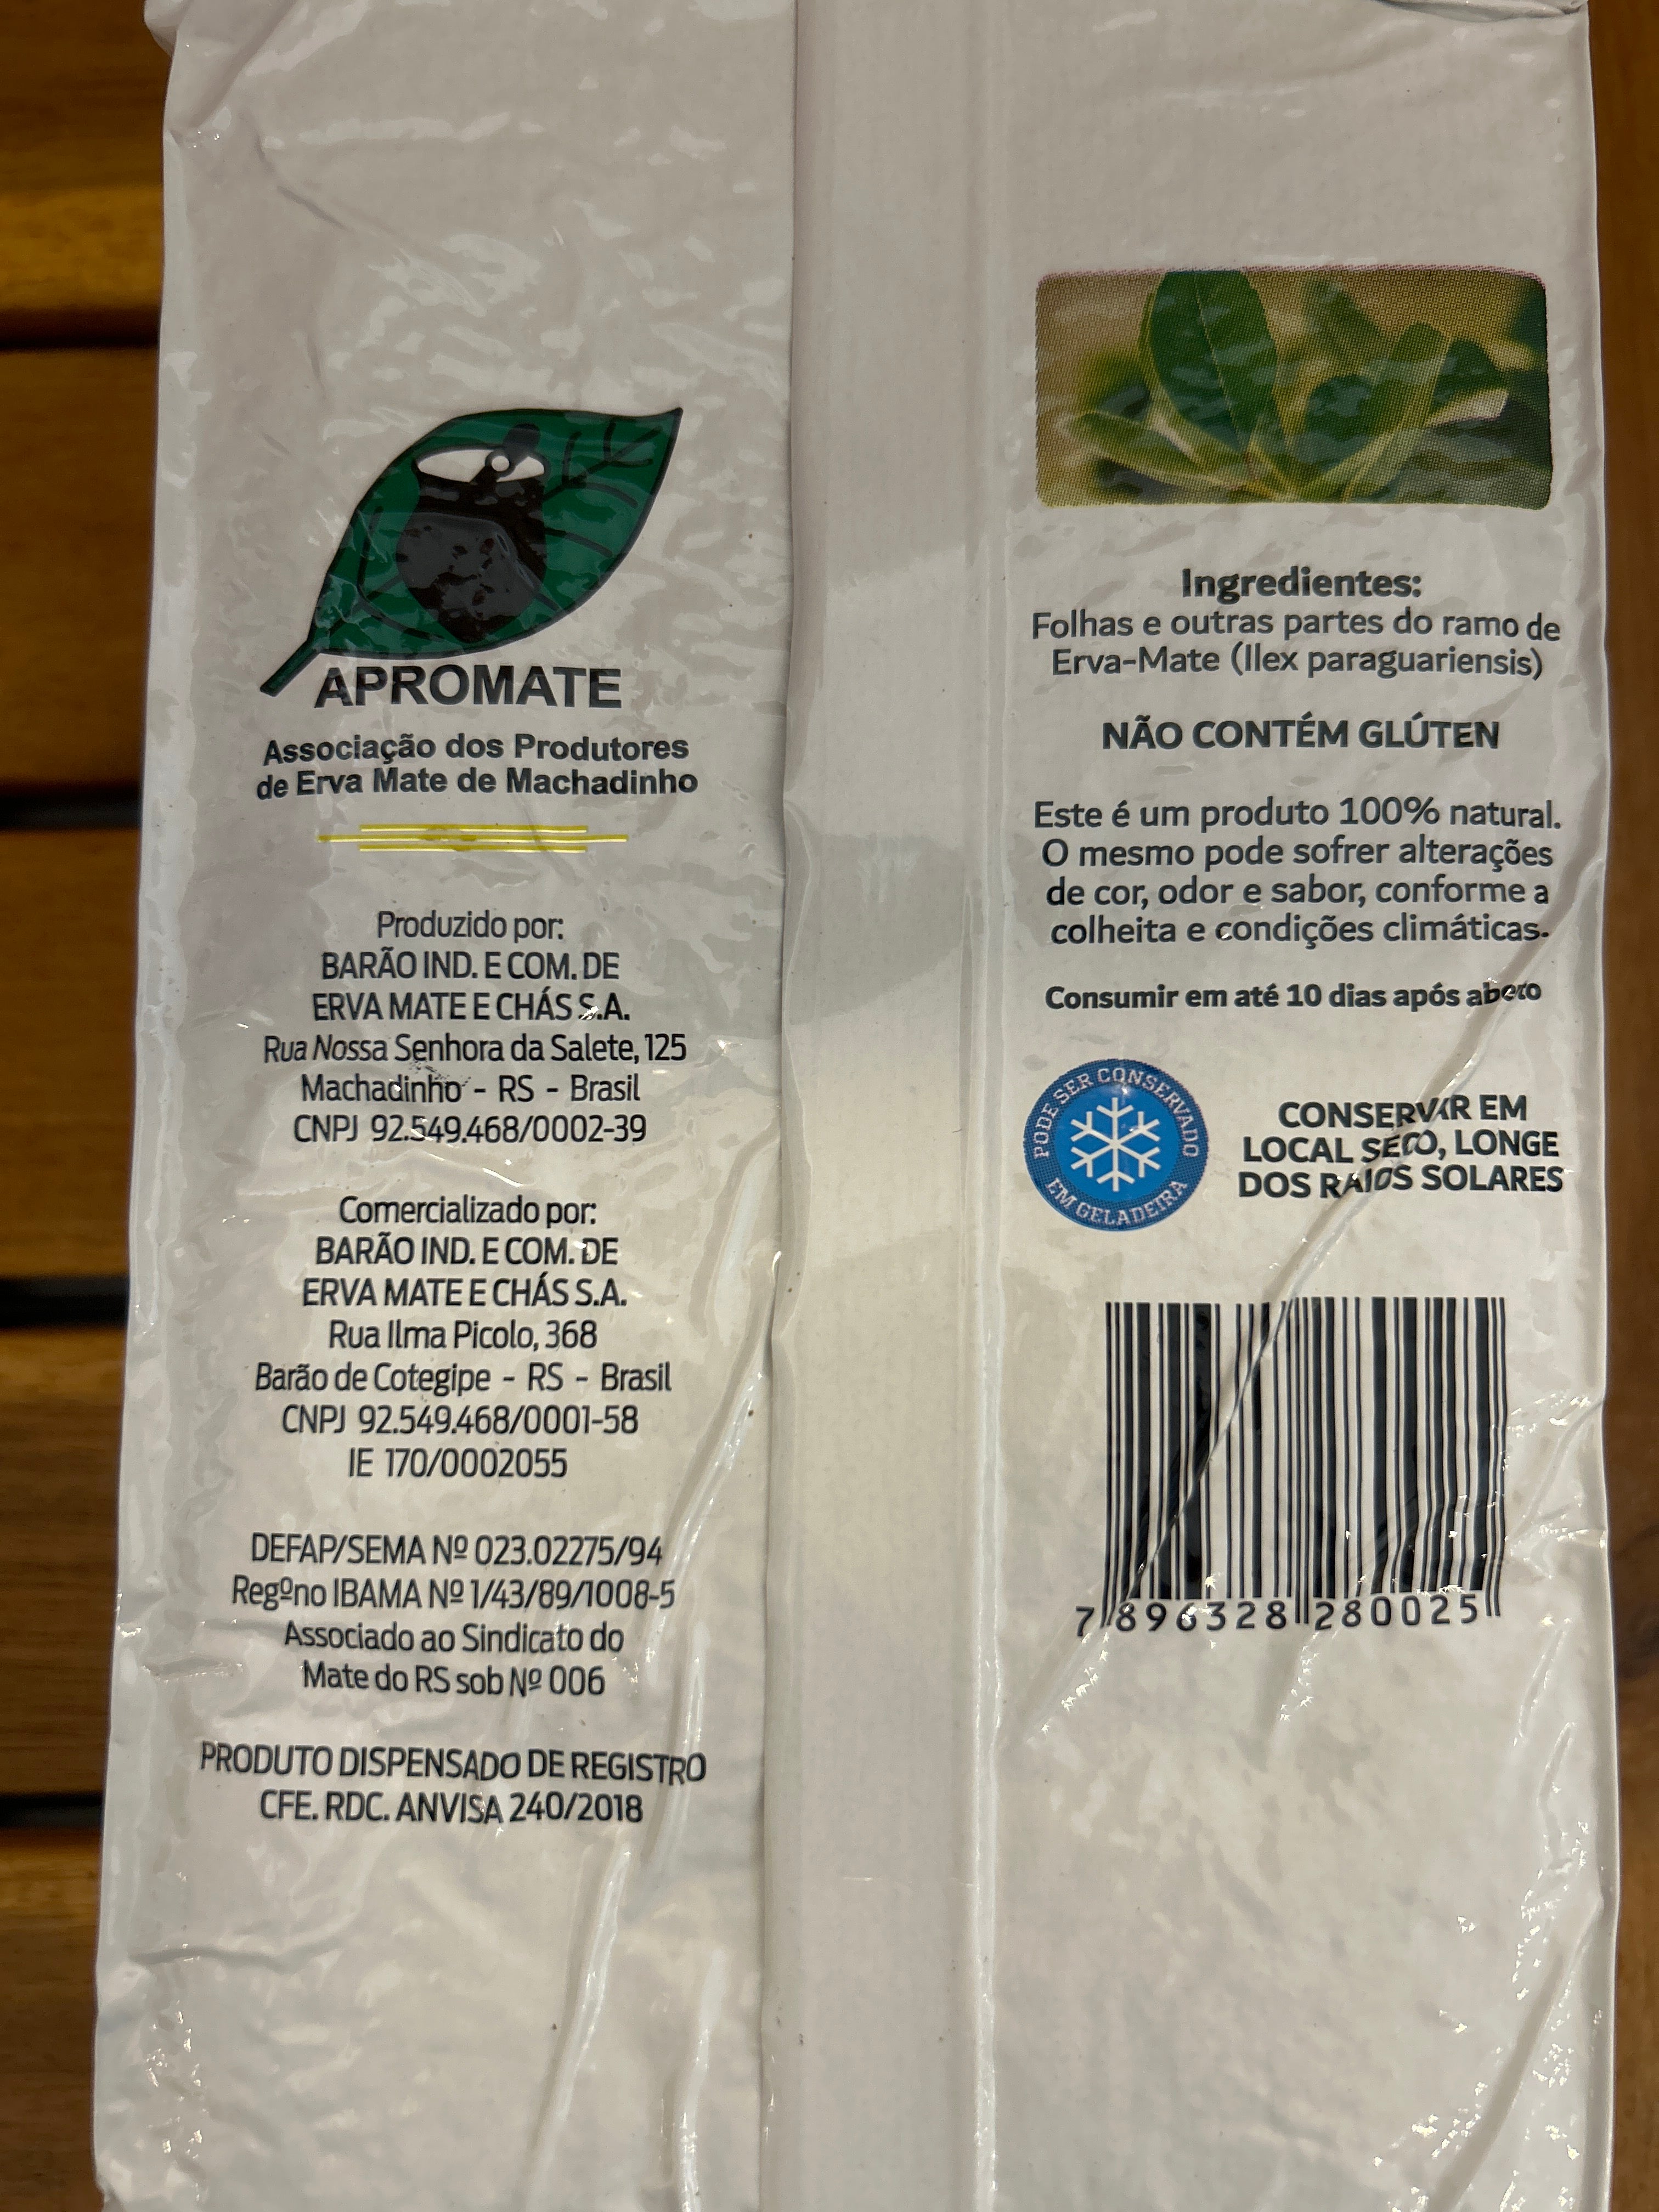 APROMATE
Associação dos Produtores
de Erva Mate de Machadinho
Produzido por:
BARÃO IND. E COM. DE
ERVA MATE E CHÁS S.A.
Rua Nossa Senhora da Salete, 125
Machadinho - RS - Brasil
CNPJ 92.549.468/0002-39
Comercializado por:
BARÃO IND. E COM. DE
ERVA MATE E CHÁS S.A.
Rua Ilma Picolo, 368
Barão de Cotegipe - RS - Brasil
CNPJ 92.549.468/0001-58
IE 170/0002055
DEFAP/SEMA Nº 023.02275/94
Regºno IBAMA Nº 1/43/89/1008-5
Associado ao Sindicato do
Mate do RS sob Nº 006
PRODUTO DISPENSADO DE REGISTRO
CFE. RDC. ANVISA 240/2018
Ingredientes:
Folhas e outras partes do ramo de
Erva-Mate (Ilex paraguariensis)
NÃO CONTÉM GLÚTEN
Este é um produto 100% natural.
O mesmo pode sofrer alterações
de cor, odor e sabor, conforme a
colheita e condições climáticas.
Consumir em até 10 dias após aberto
PODE SER CONSERVADO
EM GELADEIRA
CONSERVAR EM
LOCAL SECO, LONGE
DOS RAIOS SOLARES
7 896328 280025